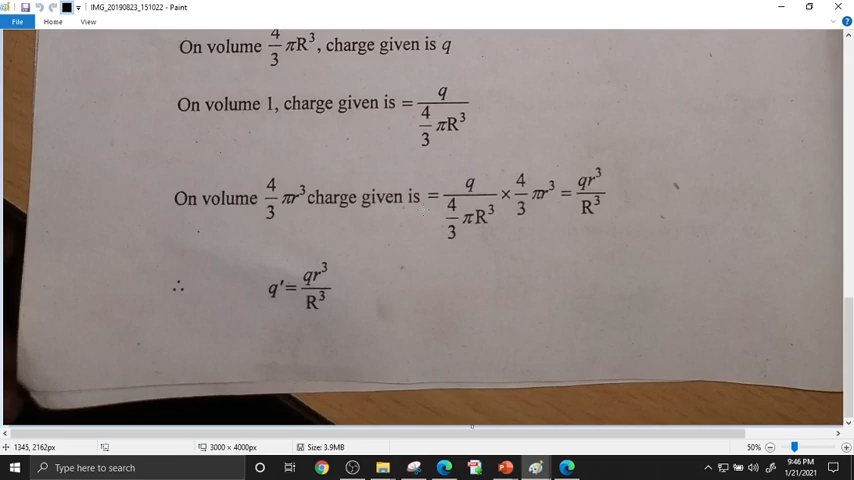 IMG_20190823_151022 - Paint
File Home View
On volume 4/3 πR³, charge given is q
On volume 1, charge given is = q / (4/3 πR³)
On volume 4/3 πr³ charge given is = q / (4/3 πR³) × 4/3 πr³ = qr³/R³
∴ q′= qr³/R³
1345, 2162px 3000 × 4000px Size: 3.9MB 50%
Type here to search
9:46 PM
1/21/2021